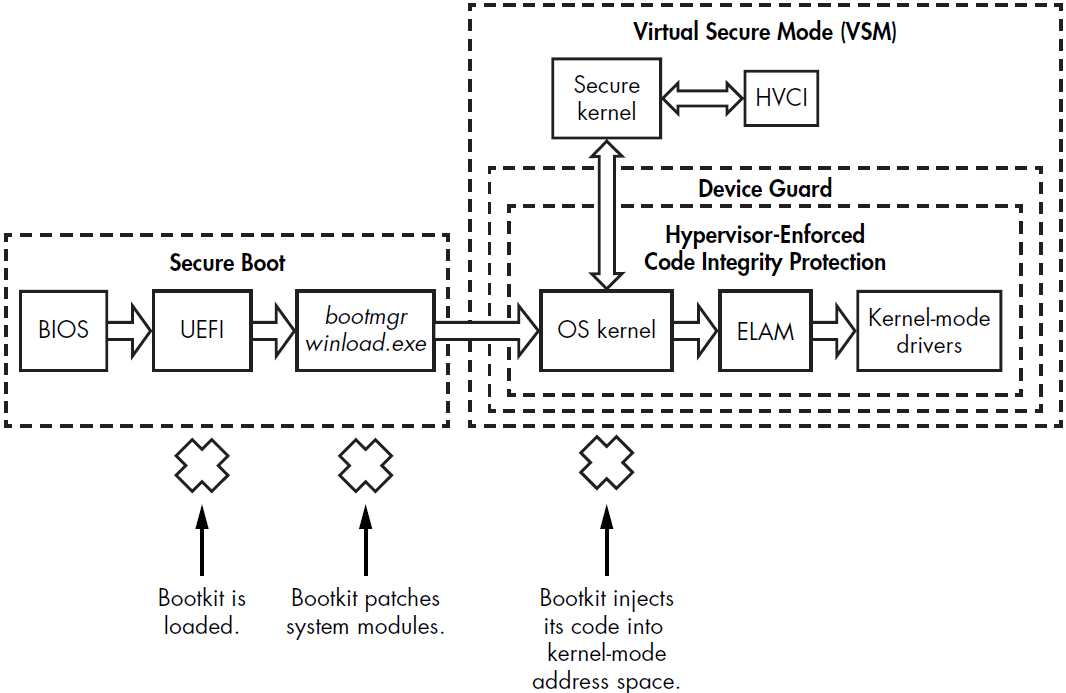 Virtual Secure Mode (VSM)
Secure
kernel
HVCI
Device Guard
Hypervisor-Enforced
Code Integrity Protection
Secure Boot
BIOS
UEFI
bootmgr
winload.exe
OS kernel
ELAM
Kernel-mode
drivers
Bootkit is
loaded.
Bootkit patches
system modules.
Bootkit injects
its code into
kernel-mode
address space.